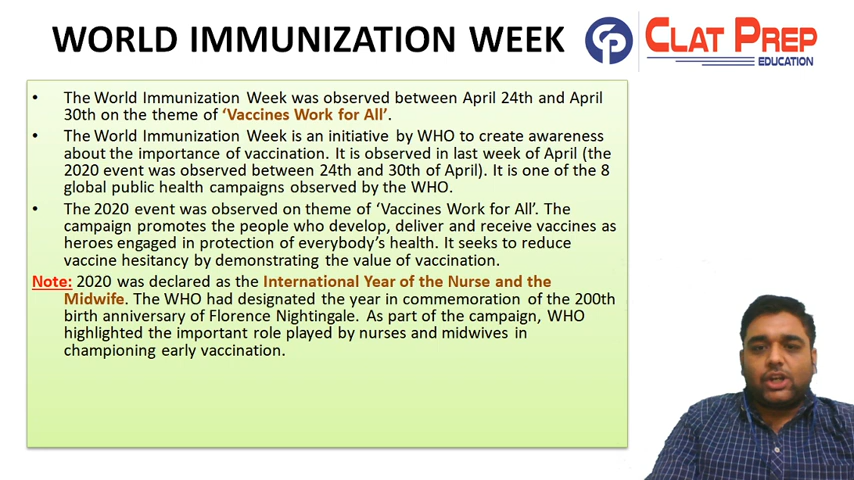 WORLD IMMUNIZATION WEEK
CP
CLAT PREP
EDUCATION
• The World Immunization Week was observed between April 24th and April
30th on the theme of ‘Vaccines Work for All’.
• The World Immunization Week is an initiative by WHO to create awareness
about the importance of vaccination. It is observed in last week of April (the
2020 event was observed between 24th and 30th of April). It is one of the 8
global public health campaigns observed by the WHO.
• The 2020 event was observed on theme of ‘Vaccines Work for All’. The
campaign promotes the people who develop, deliver and receive vaccines as
heroes engaged in protection of everybody’s health. It seeks to reduce
vaccine hesitancy by demonstrating the value of vaccination.
Note: 2020 was declared as the International Year of the Nurse and the
Midwife. The WHO had designated the year in commemoration of the 200th
birth anniversary of Florence Nightingale. As part of the campaign, WHO
highlighted the important role played by nurses and midwives in
championing early vaccination.